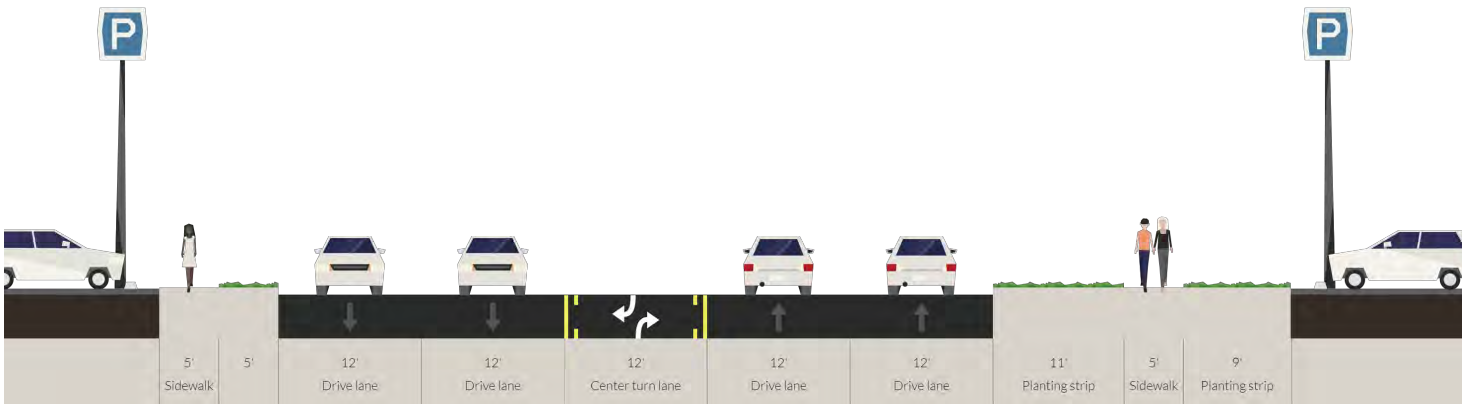 P
P
5' 5' 12' 12' 12' 12' 12' 11' 5' 9'
Sidewalk Drive lane Drive lane Center turn lane Drive lane Drive lane Planting strip Sidewalk Planting strip